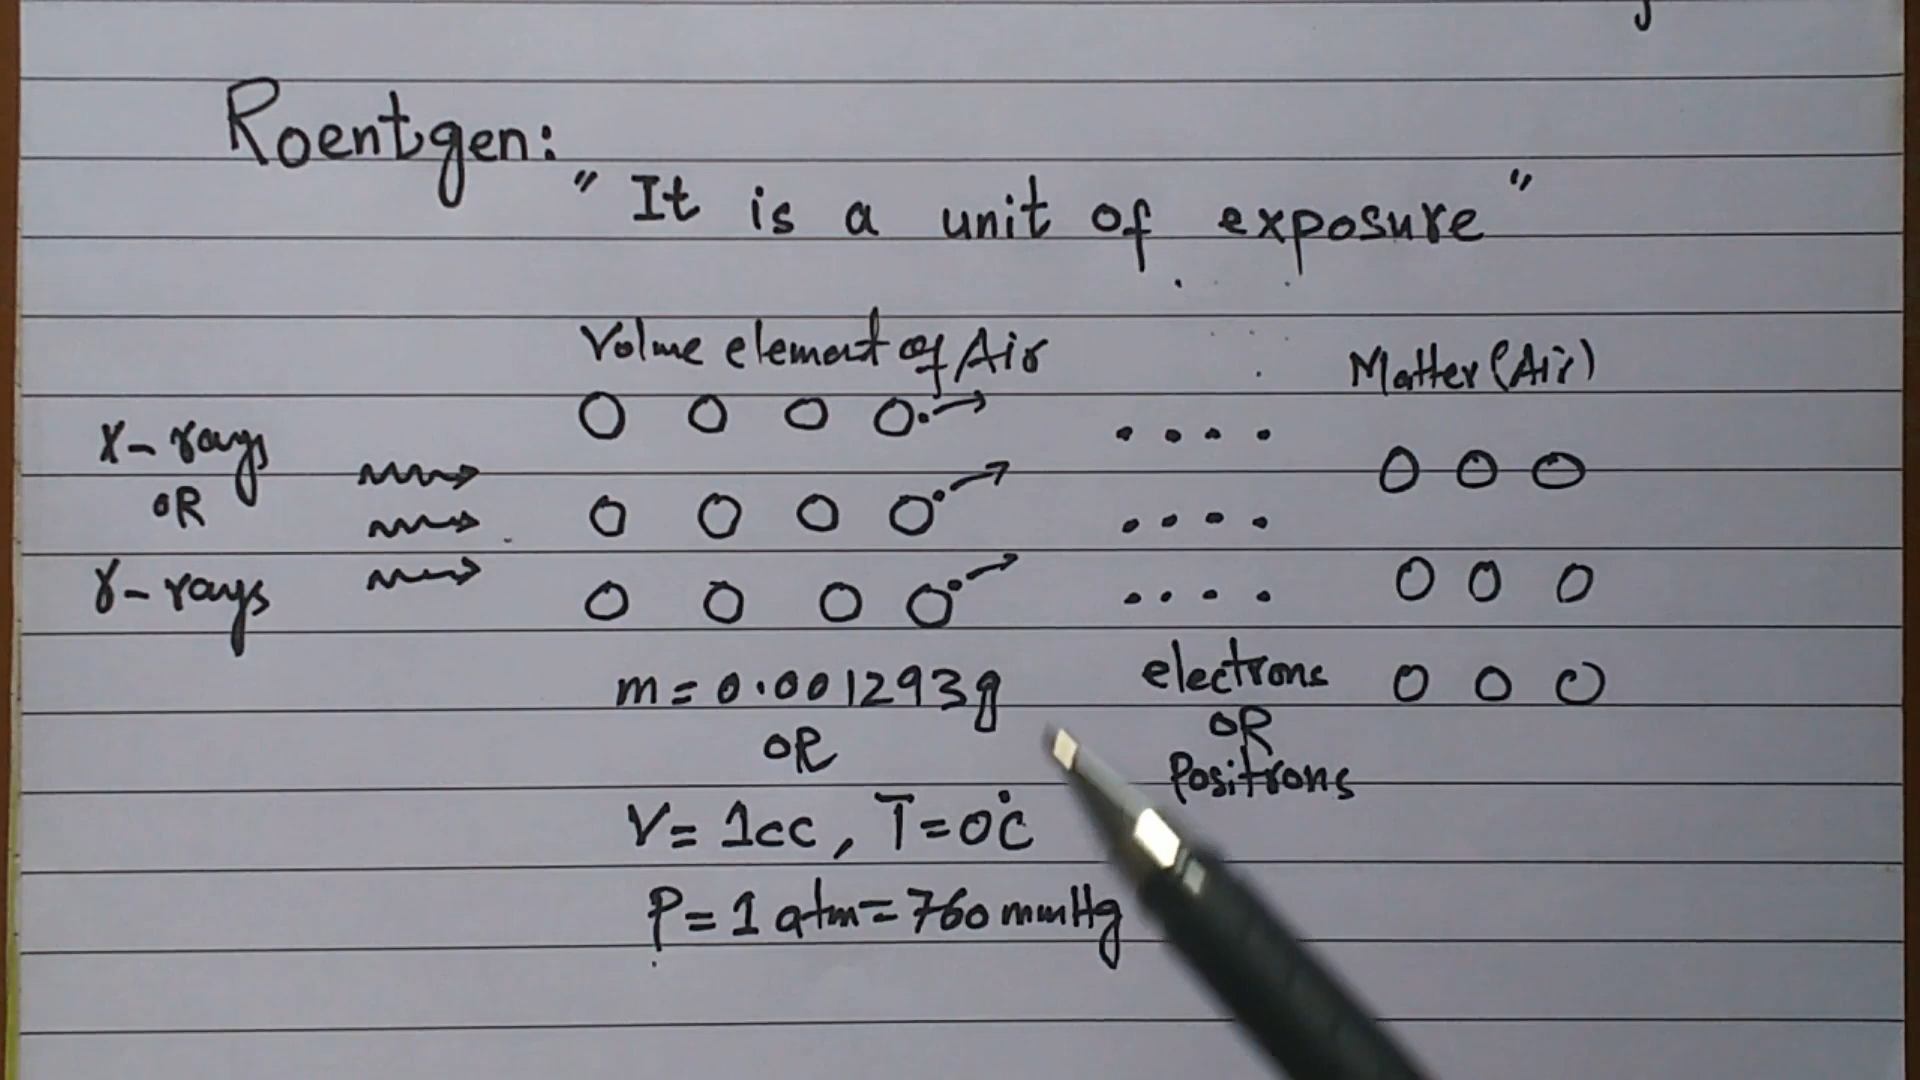 Roentgen:
" It is a unit of exposure "
Volume element of Air
Matter (Air)
X-rays
OR
γ-rays
m = 0.001293g
OR
V = 1cc, T = 0°C
P = 1 atm = 760 mmHg
electrons
OR
Positrons